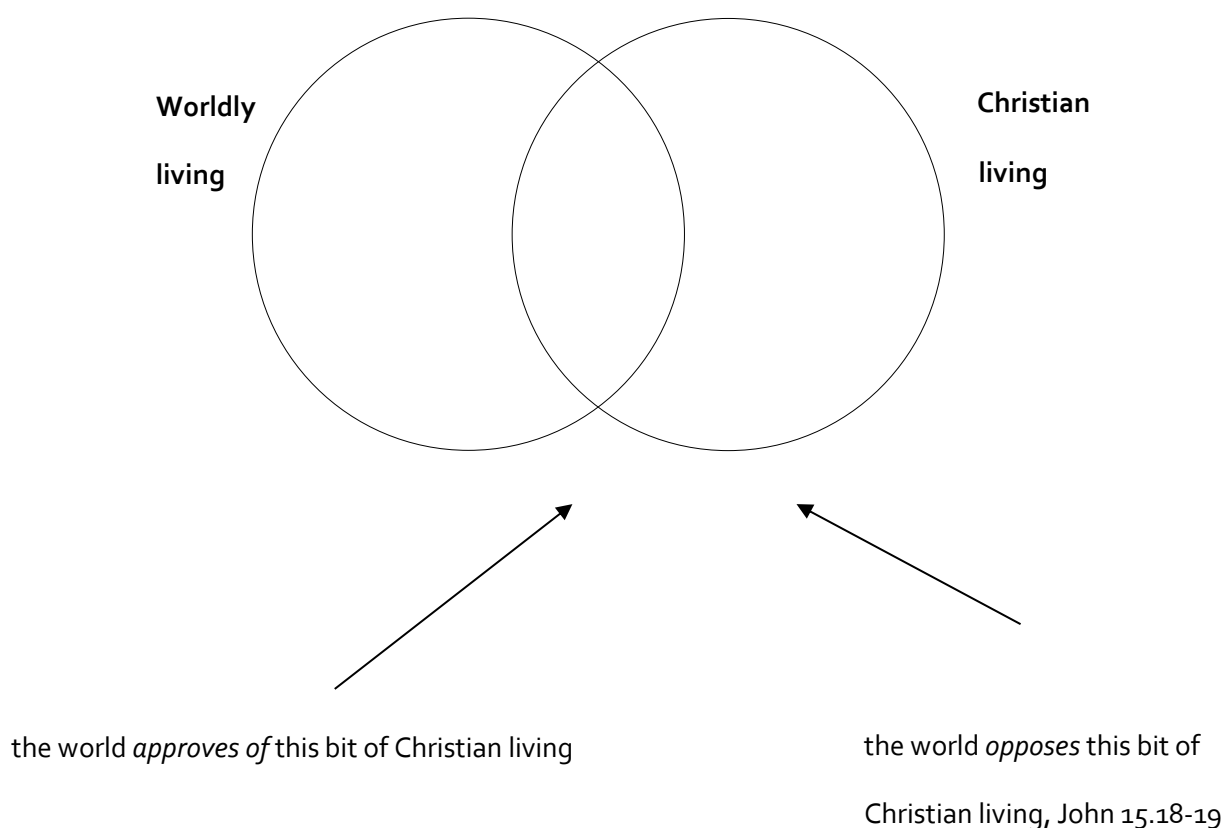 Worldly
living
Christian
living
the world approves of this bit of Christian living
the world opposes this bit of
Christian living, John 15.18-19